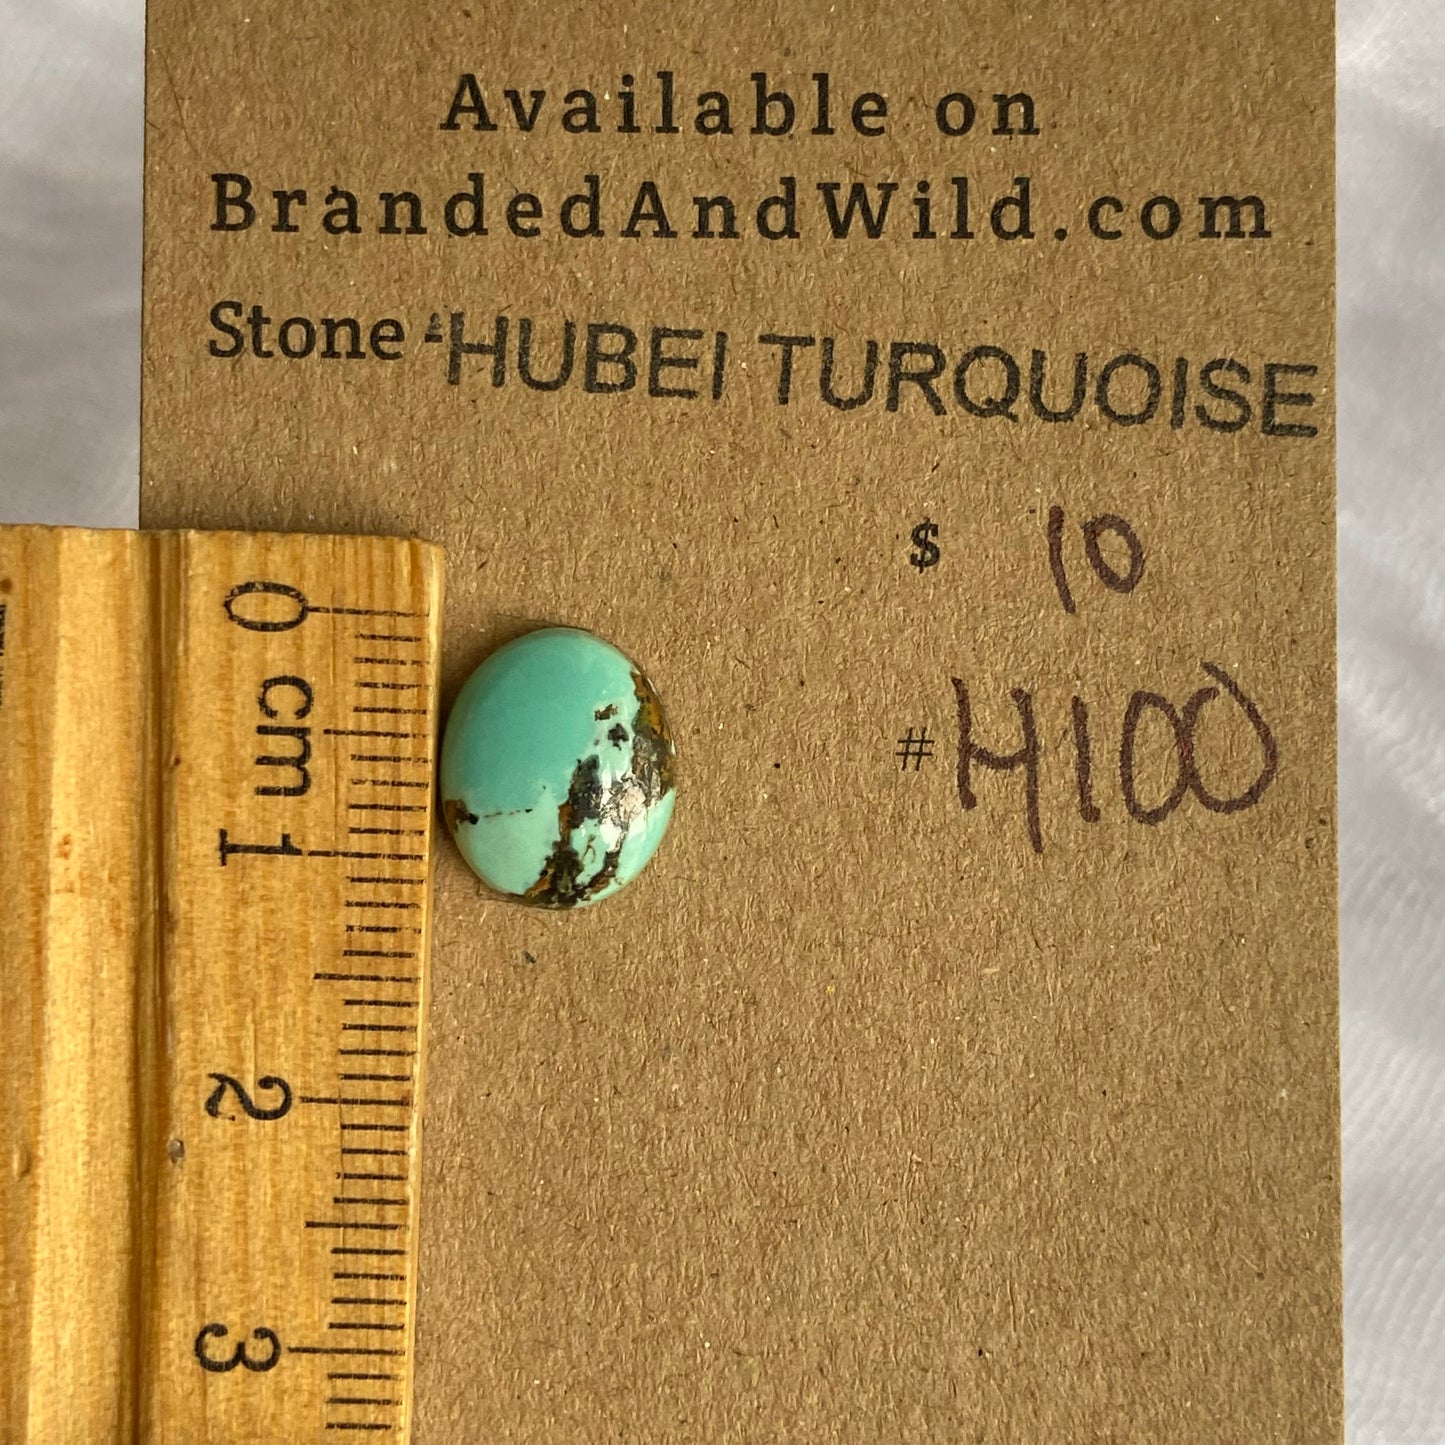 Available on
BrandedAndWild.com
Stone: HUBEI TURQUOISE
$ 10
# H100
0 cm 1 2 3